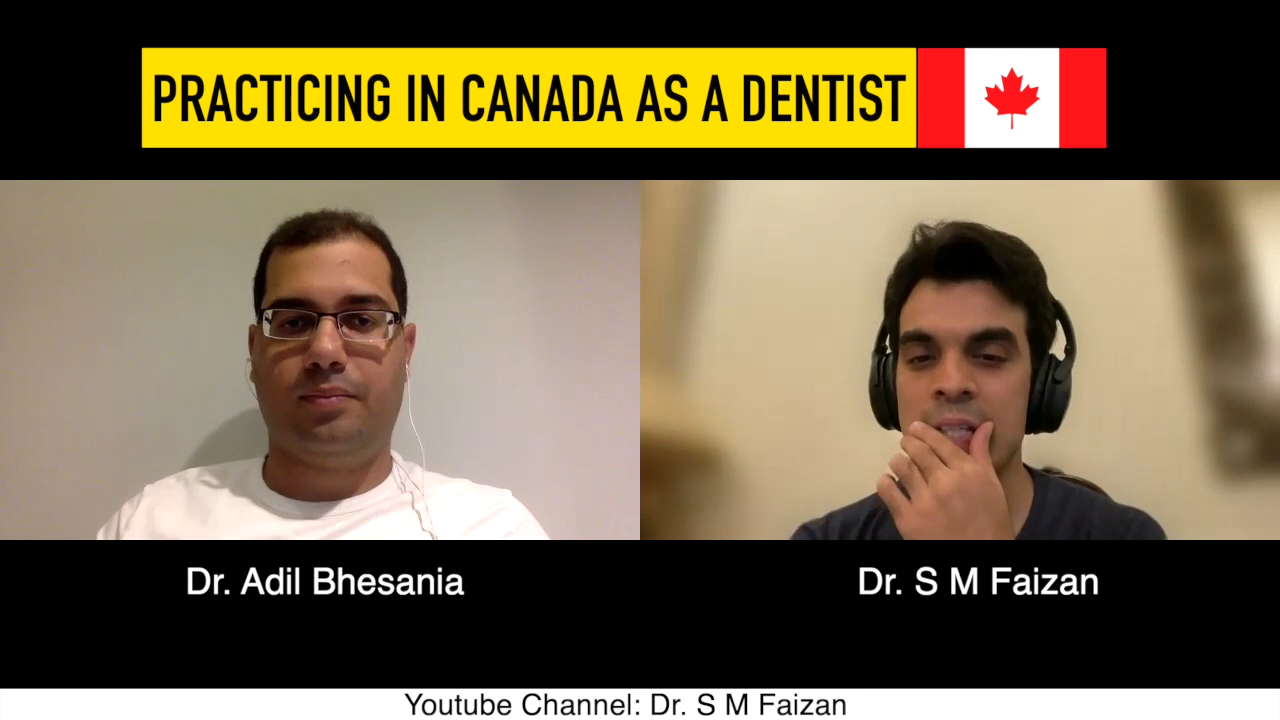 PRACTICING IN CANADA AS A DENTIST
Dr. Adil Bhesania
Dr. S M Faizan
Youtube Channel: Dr. S M Faizan